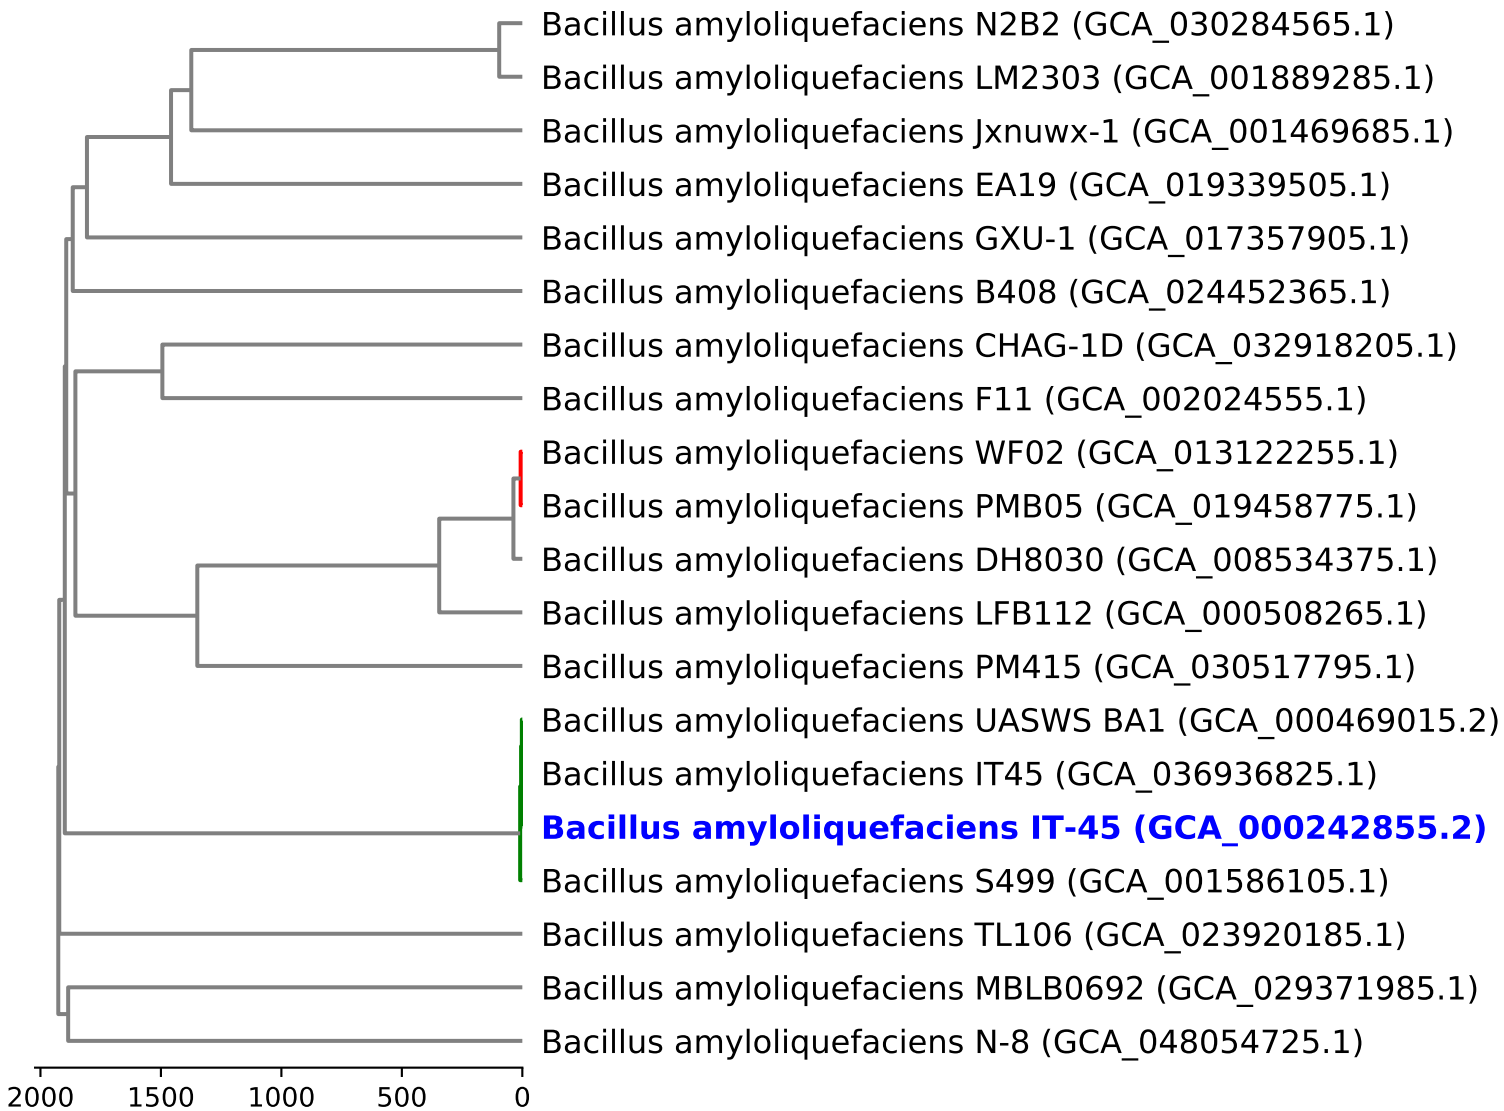 Bacillus amyloliquefaciens N2B2 (GCA_030284565.1)
Bacillus amyloliquefaciens LM2303 (GCA_001889285.1)
Bacillus amyloliquefaciens Jxnuwx-1 (GCA_001469685.1)
Bacillus amyloliquefaciens EA19 (GCA_019339505.1)
Bacillus amyloliquefaciens GXU-1 (GCA_017357905.1)
Bacillus amyloliquefaciens B408 (GCA_024452365.1)
Bacillus amyloliquefaciens CHAG-1D (GCA_032918205.1)
Bacillus amyloliquefaciens F11 (GCA_002024555.1)
Bacillus amyloliquefaciens WF02 (GCA_013122255.1)
Bacillus amyloliquefaciens PMB05 (GCA_019458775.1)
Bacillus amyloliquefaciens DH8030 (GCA_008534375.1)
Bacillus amyloliquefaciens LFB112 (GCA_000508265.1)
Bacillus amyloliquefaciens PM415 (GCA_030517795.1)
Bacillus amyloliquefaciens UASWS BA1 (GCA_000469015.2)
Bacillus amyloliquefaciens IT45 (GCA_036936825.1)
Bacillus amyloliquefaciens IT-45 (GCA_000242855.2)
Bacillus amyloliquefaciens S499 (GCA_001586105.1)
Bacillus amyloliquefaciens TL106 (GCA_023920185.1)
Bacillus amyloliquefaciens MBLB0692 (GCA_029371985.1)
Bacillus amyloliquefaciens N-8 (GCA_048054725.1)
2000 1500 1000 500 0